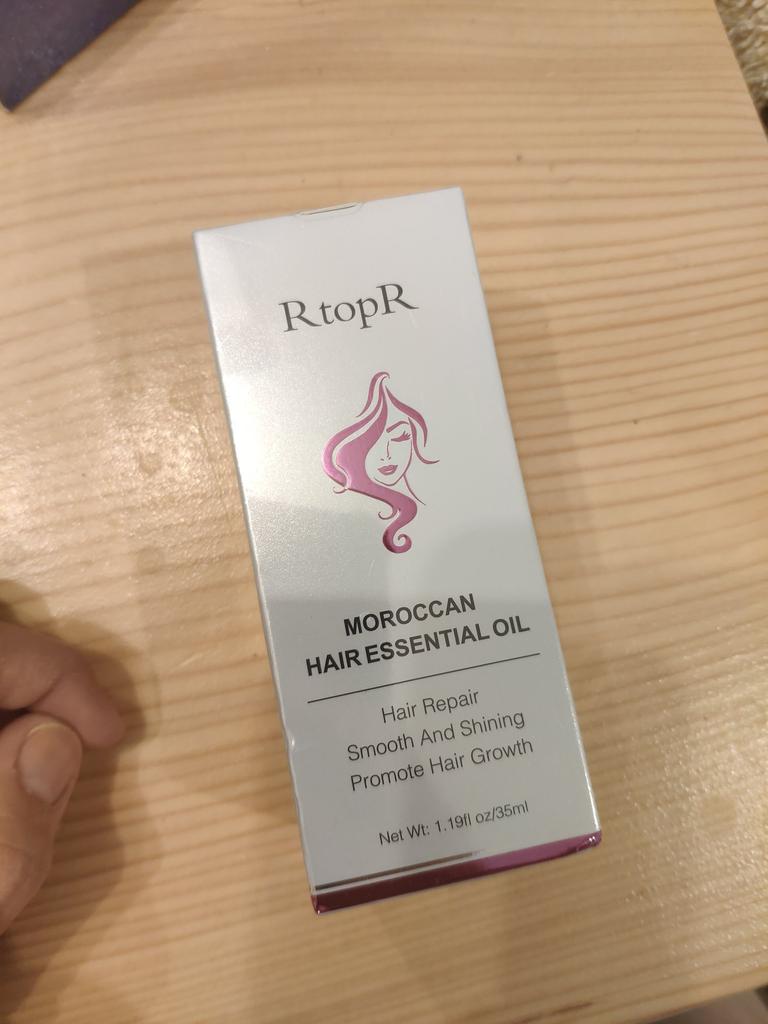 RtopR
MOROCCAN
HAIR ESSENTIAL OIL
Hair Repair
Smooth And Shining
Promote Hair Growth
Net Wt: 1.19fl oz/35ml